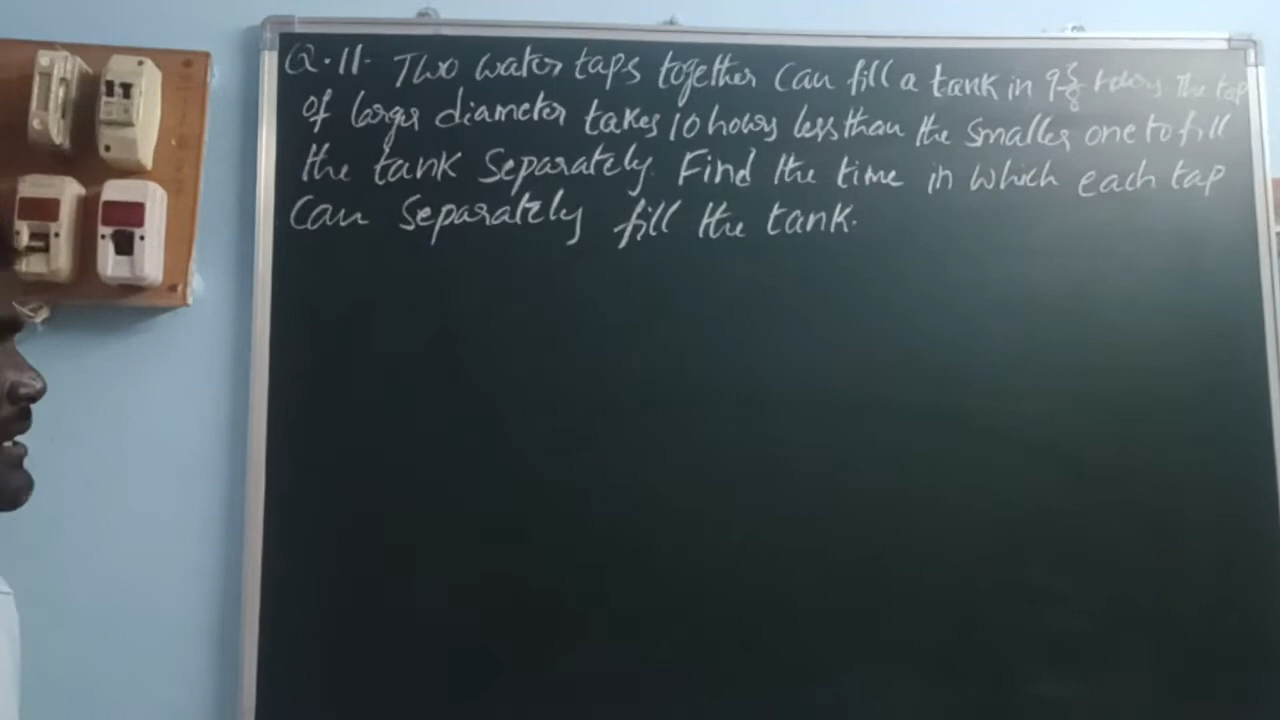 Q.11. Two water taps together can fill a tank in 9 3/8 hours The tap
of larger diameter takes 10 hours less than the smaller one to fill
the tank separately. Find the time in which each tap
can separately fill the tank.